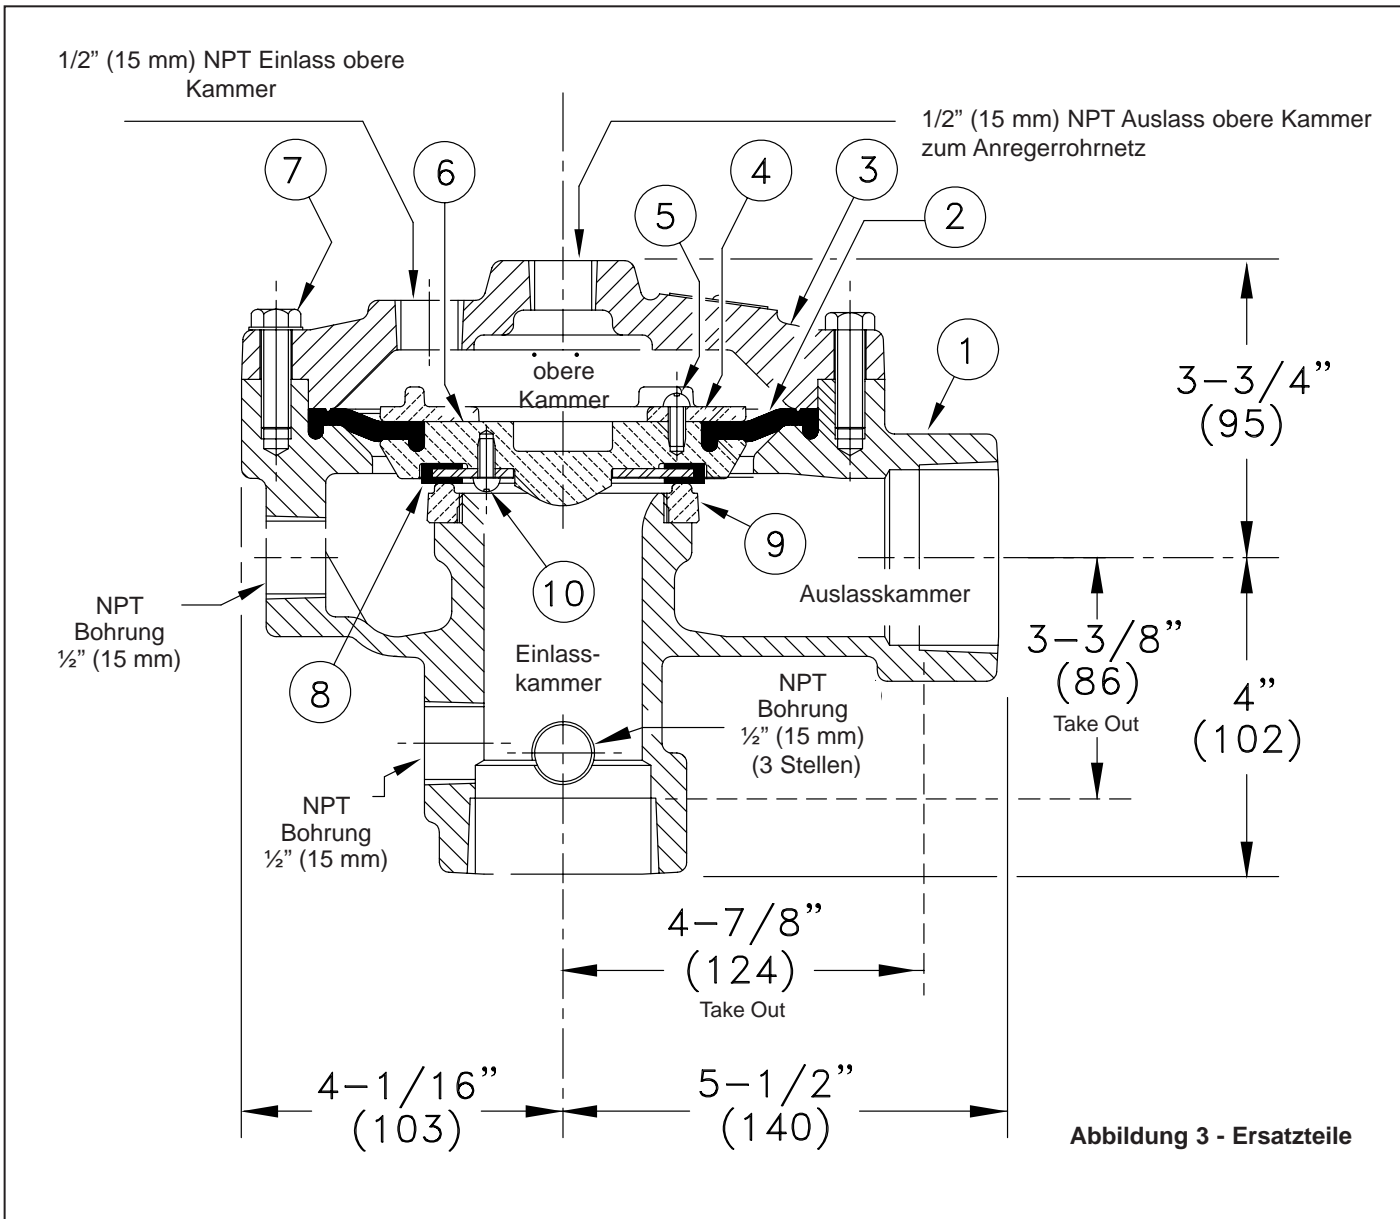 1/2” (15 mm) NPT Einlass obere
Kammer
1/2” (15 mm) NPT Auslass obere Kammer
zum Anregerrohrnetz
7
6
5
4
3
2
1
obere
Kammer
3-3/4”
(95)
9
10
8
NPT
Bohrung
½” (15 mm)
Einlass-
kammer
Auslasskammer
NPT
Bohrung
½” (15 mm)
(3 Stellen)
3-3/8”
(86)
Take Out
4”
(102)
NPT
Bohrung
½” (15 mm)
4-7/8”
(124)
Take Out
4-1/16”
(103)
5-1/2”
(140)
Abbildung 3 - Ersatzteile